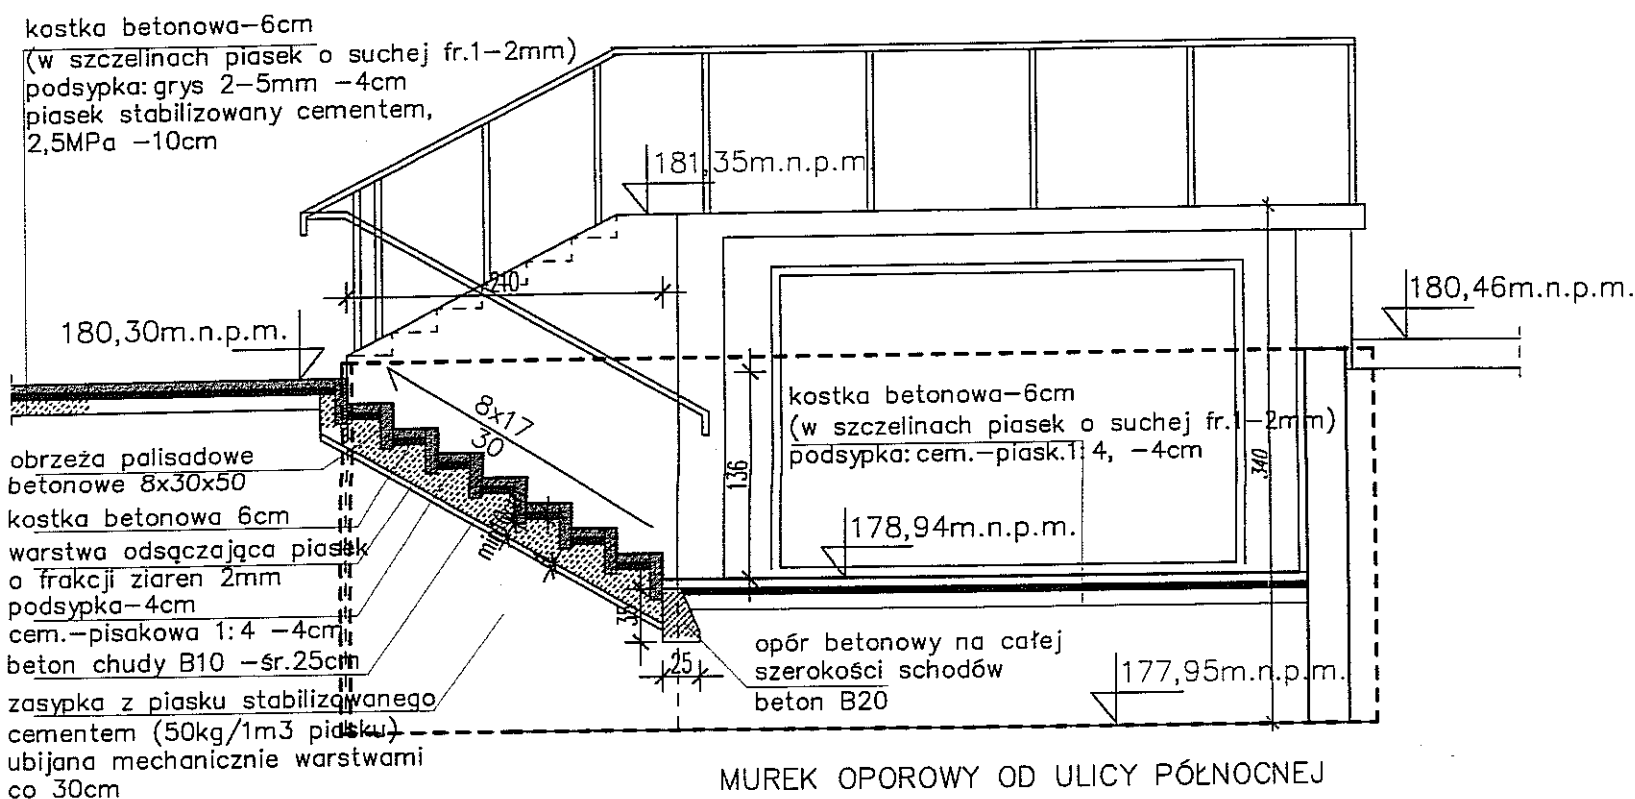 kostka betonowa-6cm
(w szczelinach piasek o suchej fr.1-2mm)
podsypka: grys 2-5mm -4cm
piasek stabilizowany cementem,
2,5MPa -10cm
181,35m.n.p.m.
210
180,46m.n.p.m.
180,30m.n.p.m.
8x17
30
136
kostka betonowa-6cm
(w szczelinach piasek o suchej fr.1-2mm)
podsypka: cem.-piask.1:4, -4cm
340
178,94m.n.p.m.
obrzeża palisadowe
betonowe 8x30x50
kostka betonowa 6cm
warstwa odsączająca piasek
o frakcji ziaren 2mm
podsypka-4cm
cem.-pisakowa 1:4 -4cm
beton chudy B10 -śr.25cm
zasypka z piasku stabilizowanego
cementem (50kg/1m3 piasku)
ubijana mechanicznie warstwami
co 30cm
35
25
opór betonowy na całej
szerokości schodów
beton B20
177,95m.n.p.m.
MUREK OPOROWY OD ULICY PÓŁNOCNEJ